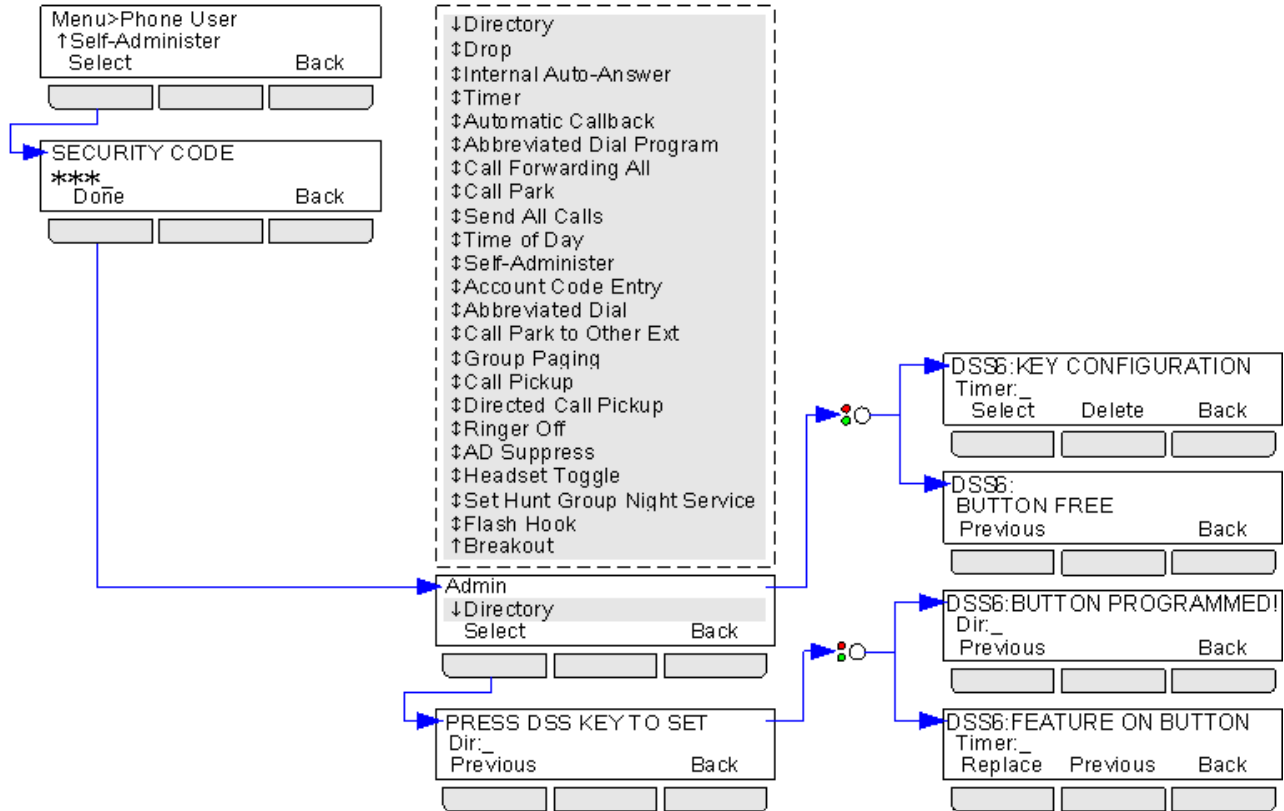 Menu>Phone User
↑Self-Administer
Select Back
SECURITY CODE
***_
Done Back
↓Directory
↕Drop
↕Internal Auto-Answer
↕Timer
↕Automatic Callback
↕Abbreviated Dial Program
↕Call Forwarding All
↕Call Park
↕Send All Calls
↕Time of Day
↕Self-Administer
↕Account Code Entry
↕Abbreviated Dial
↕Call Park to Other Ext
↕Group Paging
↕Call Pickup
↕Directed Call Pickup
↕Ringer Off
↕AD Suppress
↕Headset Toggle
↕Set Hunt Group Night Service
↕Flash Hook
↑Breakout
Admin
↓Directory
Select Back
PRESS DSS KEY TO SET
Dir:_
Previous Back
DSS6:KEY CONFIGURATION
Timer:_
Select Delete Back
DSS6:
BUTTON FREE
Previous Back
DSS6:BUTTON PROGRAMMED!
Dir:_
Previous Back
DSS6:FEATURE ON BUTTON
Timer:_
Replace Previous Back